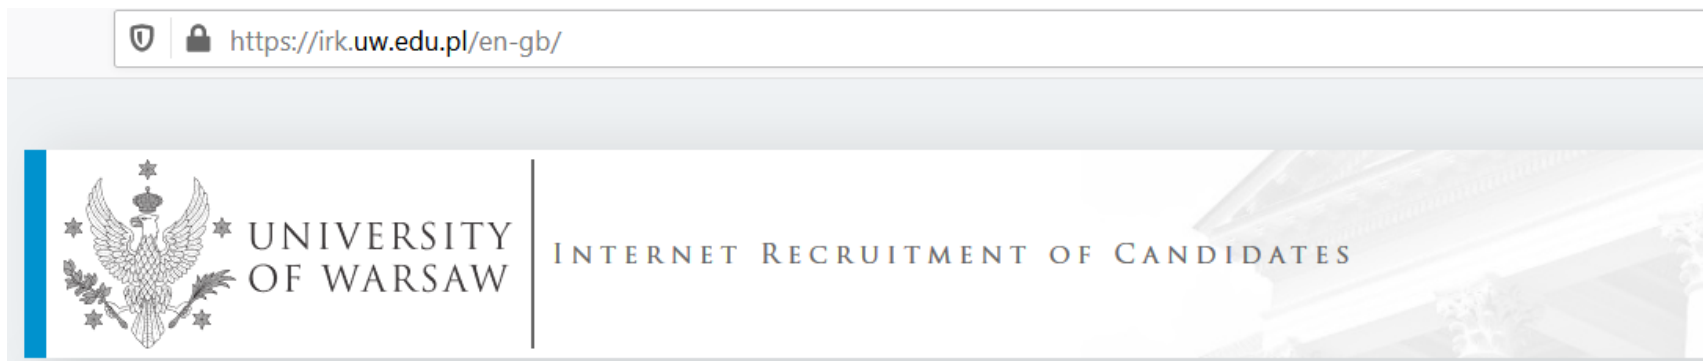 https://irk.uw.edu.pl/en-gb/
UNIVERSITY
OF WARSAW
INTERNET RECRUITMENT OF CANDIDATES